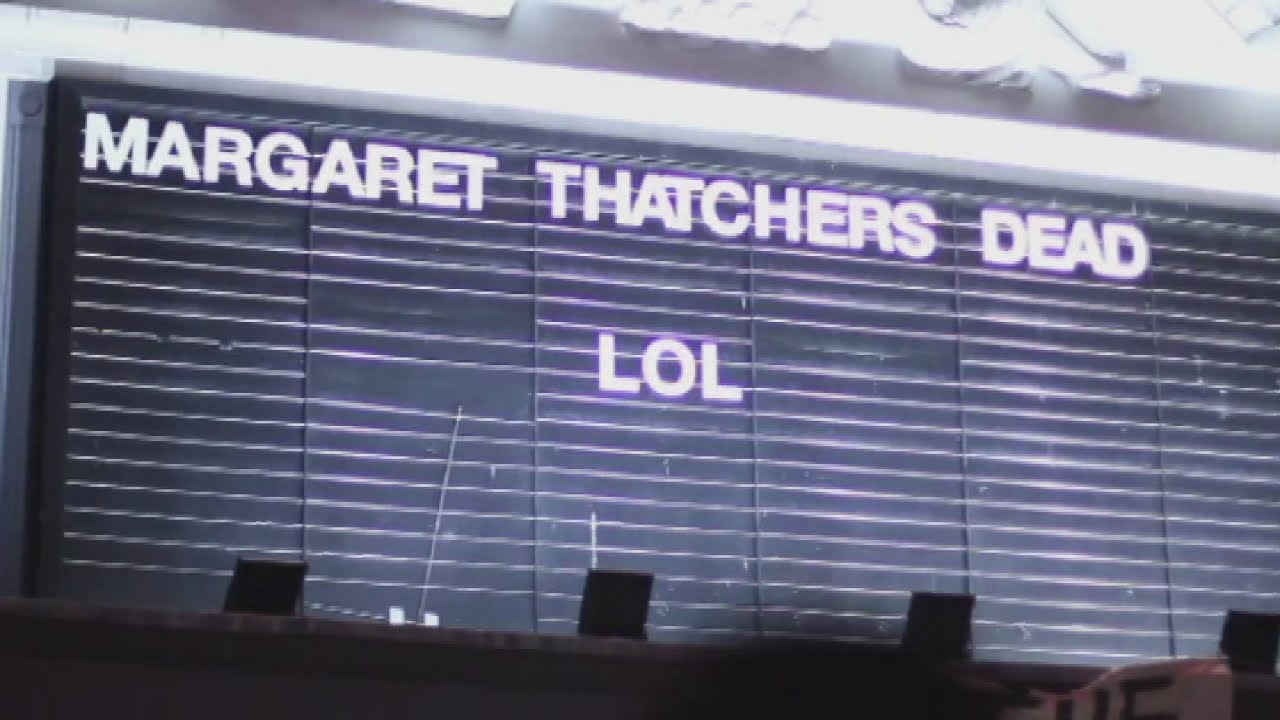 MARGARET THATCHERS DEAD
LOL